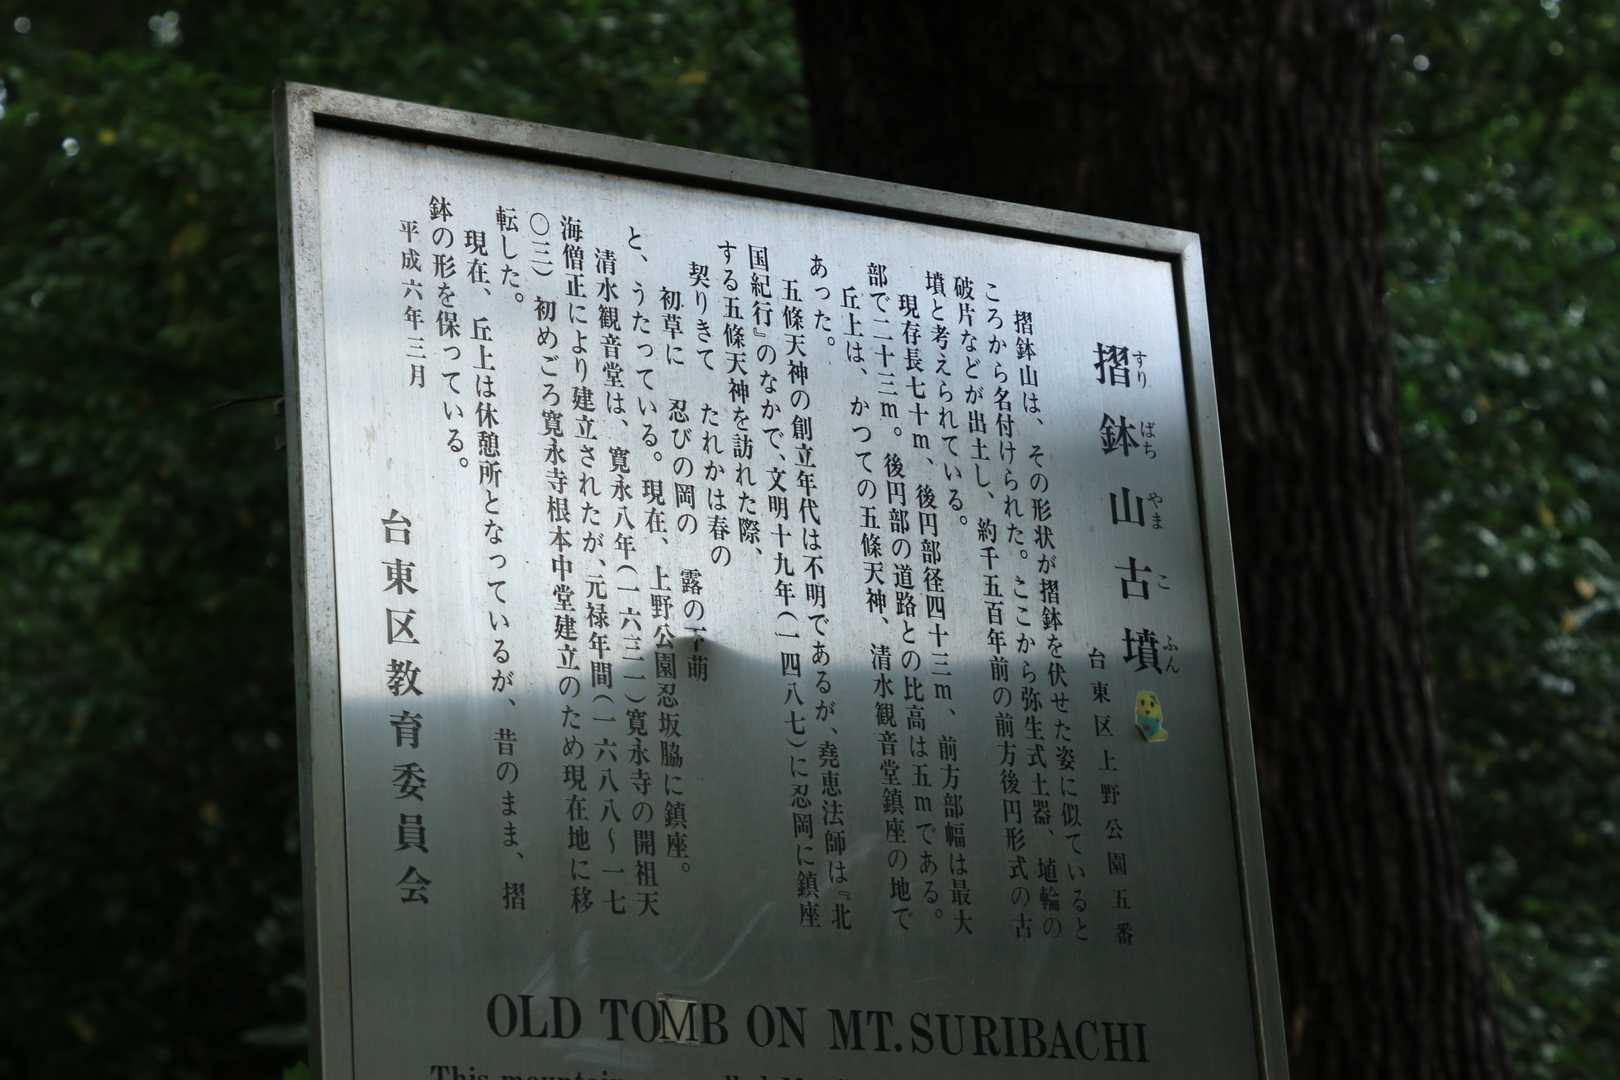 摺鉢山古墳
すりばちやまこふん
台東区上野公園五番
摺鉢山は、その形状が摺鉢を伏せた姿に似ていると
ころから名付けられた。ここから弥生式土器、埴輪の
破片などが出土し、約千五百年前の前方後円形式の古
墳と考えられている。
現存長七十m、後円部径四十三m、前方部幅は最大
部で二十三m。後円部の道路との比高は五mである。
丘上は、かつての五條天神、清水観音堂鎮座の地で
あった。
五條天神の創立年代は不明であるが、堯恵法師は『北
国紀行』のなかで、文明十九年（一四八七）に忍岡に鎮座
する五條天神を訪れた際、
契りきて たれかは春の
初草に 忍びの岡の 露の下萌
と、うたっている。現在、上野公園忍坂脇に鎮座。
清水観音堂は、寛永八年（一六三一）寛永寺の開祖天
海僧正により建立されたが、元禄年間（一六八八〜一七
〇三）初めごろ寛永寺根本中堂建立のため現在地に移
転した。
現在、丘上は休憩所となっているが、昔のまま、摺
鉢の形を保っている。
平成六年三月
台東区教育委員会
OLD TOMB ON MT.SURIBACHI
This mountain